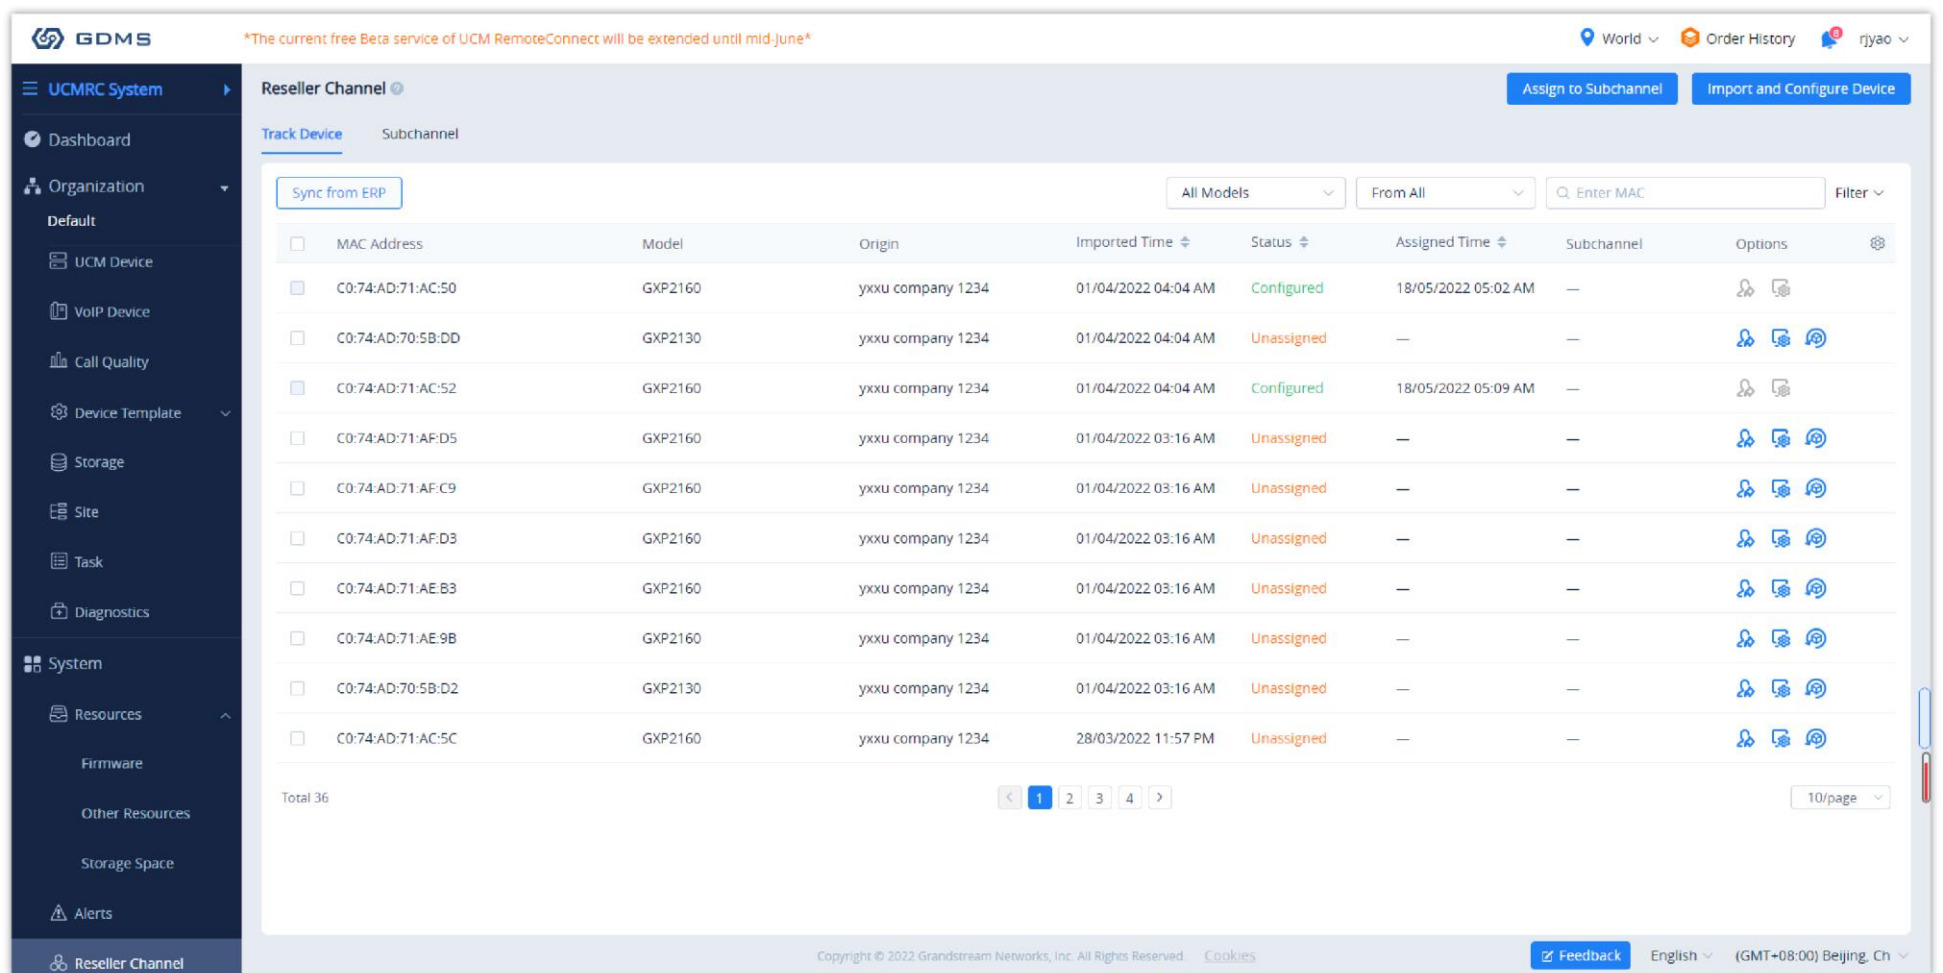 GDMS *The current free Beta service of UCM RemoteConnect will be extended until mid-June* World Order History 8 rjyao
UCMRC System
Dashboard
Organization
Default
UCM Device
VoIP Device
Call Quality
Device Template
Storage
Site
Task
Diagnostics
System
Resources
Firmware
Other Resources
Storage Space
Alerts
Reseller Channel
Reseller Channel Assign to Subchannel Import and Configure Device
Track Device Subchannel
Sync from ERP All Models From All Enter MAC Filter
MAC Address Model Origin Imported Time Status Assigned Time Subchannel Options
C0:74:AD:71:AC:50 GXP2160 yxxu company 1234 01/04/2022 04:04 AM Configured 18/05/2022 05:02 AM —
C0:74:AD:70:5B:DD GXP2130 yxxu company 1234 01/04/2022 04:04 AM Unassigned — —
C0:74:AD:71:AC:52 GXP2160 yxxu company 1234 01/04/2022 04:04 AM Configured 18/05/2022 05:09 AM —
C0:74:AD:71:AF:D5 GXP2160 yxxu company 1234 01/04/2022 03:16 AM Unassigned — —
C0:74:AD:71:AF:C9 GXP2160 yxxu company 1234 01/04/2022 03:16 AM Unassigned — —
C0:74:AD:71:AF:D3 GXP2160 yxxu company 1234 01/04/2022 03:16 AM Unassigned — —
C0:74:AD:71:AE:B3 GXP2160 yxxu company 1234 01/04/2022 03:16 AM Unassigned — —
C0:74:AD:71:AE:9B GXP2160 yxxu company 1234 01/04/2022 03:16 AM Unassigned — —
C0:74:AD:70:5B:D2 GXP2130 yxxu company 1234 01/04/2022 03:16 AM Unassigned — —
C0:74:AD:71:AC:5C GXP2160 yxxu company 1234 28/03/2022 11:57 PM Unassigned — —
Total 36 < 1 2 3 4 > 10/page
Copyright © 2022 Grandstream Networks, Inc. All Rights Reserved. Cookies Feedback English (GMT+08:00) Beijing, Ch